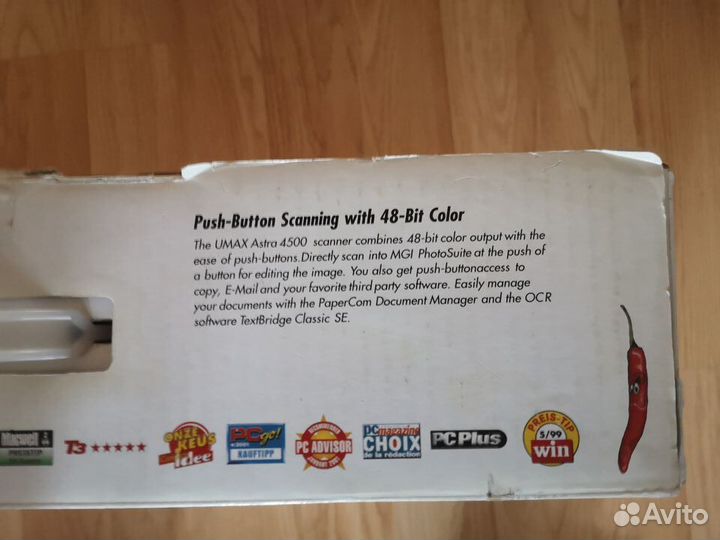 Push-Button Scanning with 48-Bit Color
The UMAX Astra 4500 scanner combines 48-bit color output with the
ease of push-buttons.Directly scan into MGI PhotoSuite at the push of
a button for editing the image. You also get push-buttonaccess to
copy, E-Mail and your favorite third party software. Easily manage
your documents with the PaperCom Document Manager and the OCR
software TextBridge Classic SE.
Macwelt
T3 ★★★★★
ONZE
KEUS
idee
PC go!
2001
KAUFTIPP
RECOMMENDED
PC ADVISOR
pc magazine
CHOIX
de la rédaction
PC Plus
PREIS-TIP
5/99
win
Avito